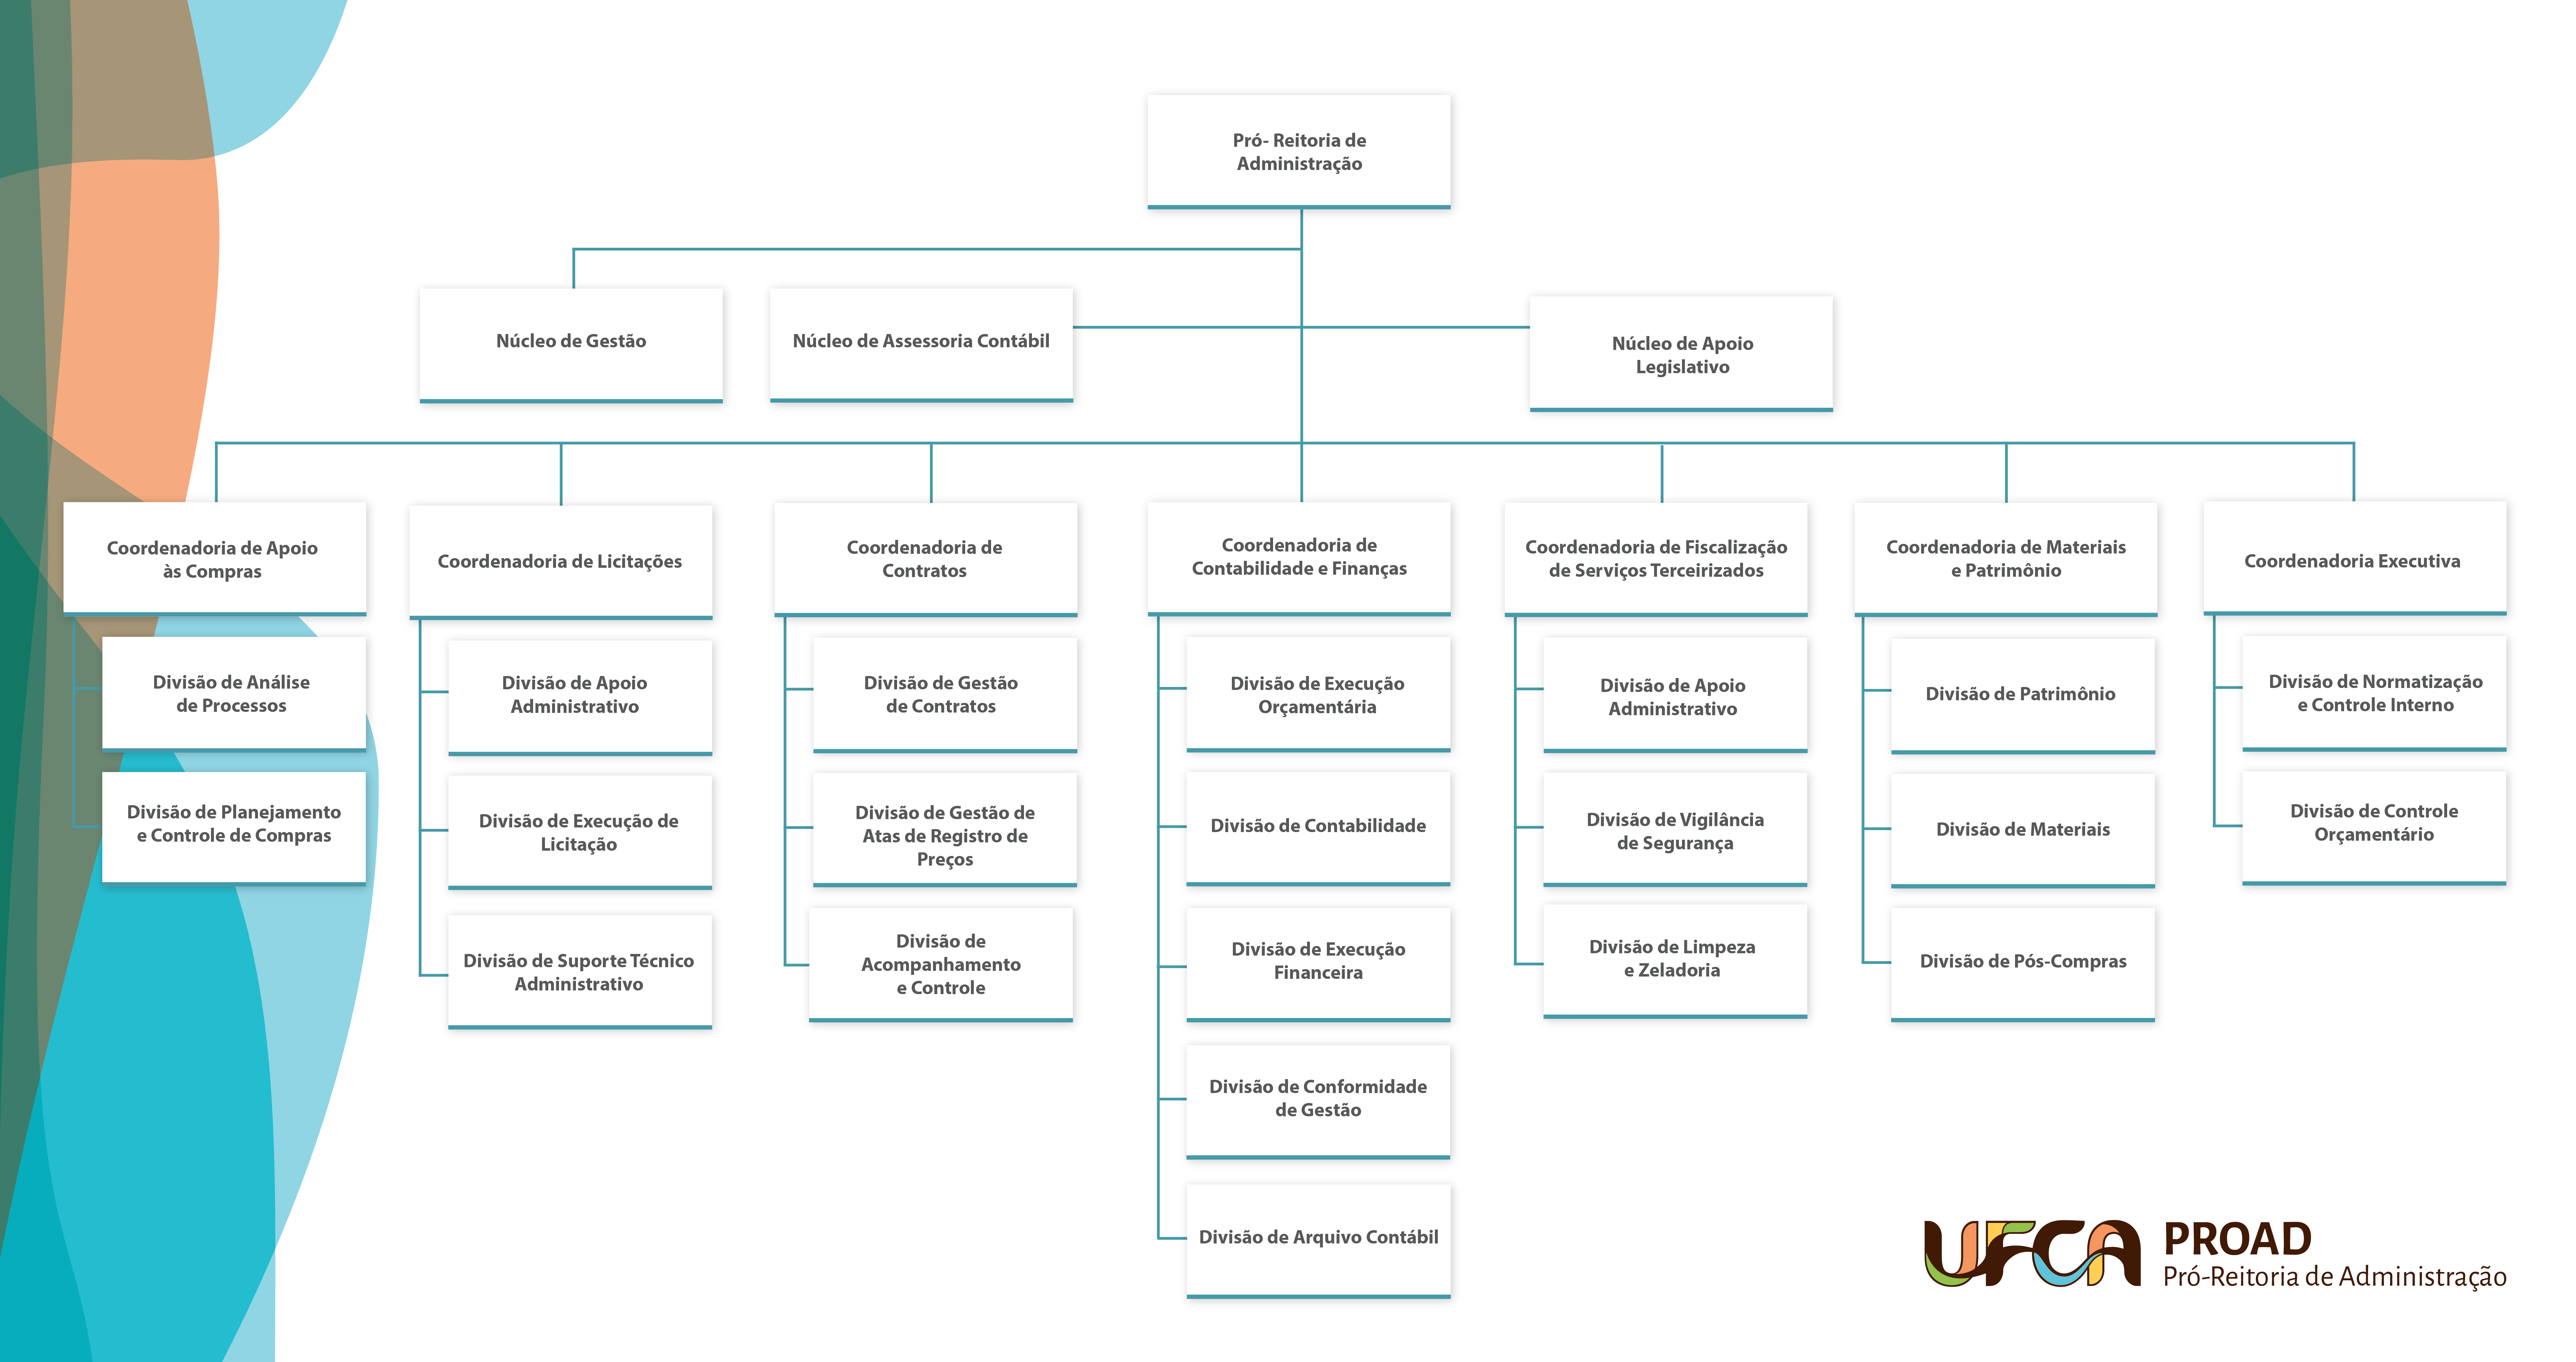 Pró- Reitoria de
Administração
Núcleo de Gestão
Núcleo de Assessoria Contábil
Núcleo de Apoio
Legislativo
Coordenadoria de Apoio
às Compras
Divisão de Análise
de Processos
Divisão de Planejamento
e Controle de Compras
Coordenadoria de Licitações
Divisão de Apoio
Administrativo
Divisão de Execução de
Licitação
Divisão de Suporte Técnico
Administrativo
Coordenadoria de
Contratos
Divisão de Gestão
de Contratos
Divisão de Gestão de
Atas de Registro de
Preços
Divisão de
Acompanhamento
e Controle
Coordenadoria de
Contabilidade e Finanças
Divisão de Execução
Orçamentária
Divisão de Contabilidade
Divisão de Execução
Financeira
Divisão de Conformidade
de Gestão
Divisão de Arquivo Contábil
Coordenadoria de Fiscalização
de Serviços Terceirizados
Divisão de Apoio
Administrativo
Divisão de Vigilância
de Segurança
Divisão de Limpeza
e Zeladoria
Coordenadoria de Materiais
e Patrimônio
Divisão de Patrimônio
Divisão de Materiais
Divisão de Pós-Compras
Coordenadoria Executiva
Divisão de Normatização
e Controle Interno
Divisão de Controle
Orçamentário
UFCA
PROAD
Pró-Reitoria de Administração